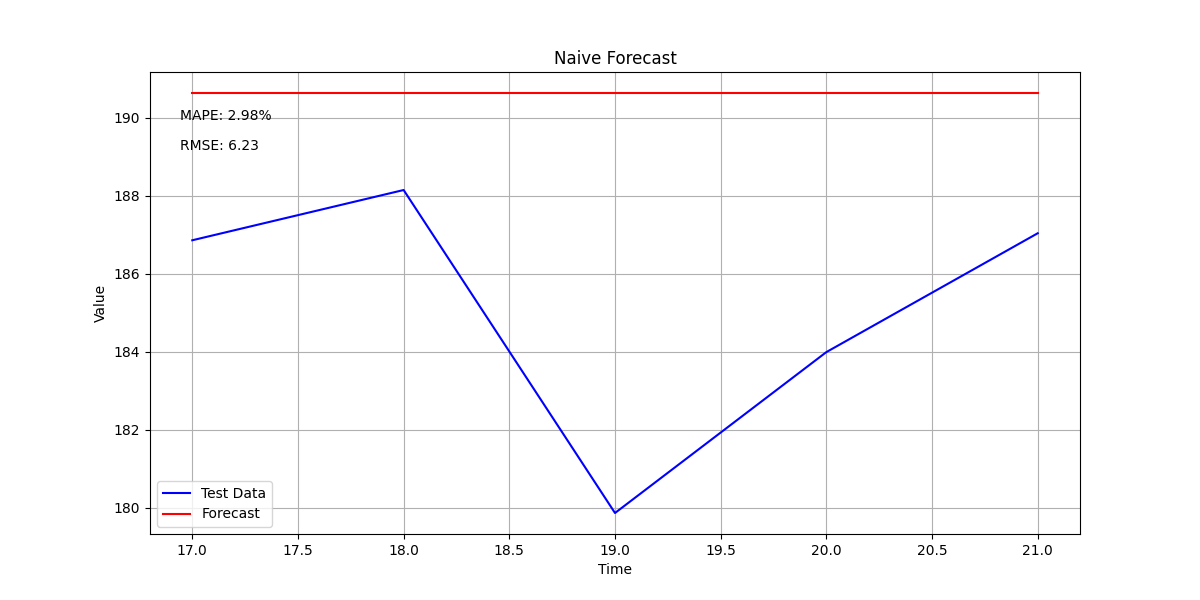 Naive Forecast
MAPE: 2.98%
RMSE: 6.23
190
188
186
184
182
180
Value
Test Data
Forecast
17.0 17.5 18.0 18.5 19.0 19.5 20.0 20.5 21.0
Time